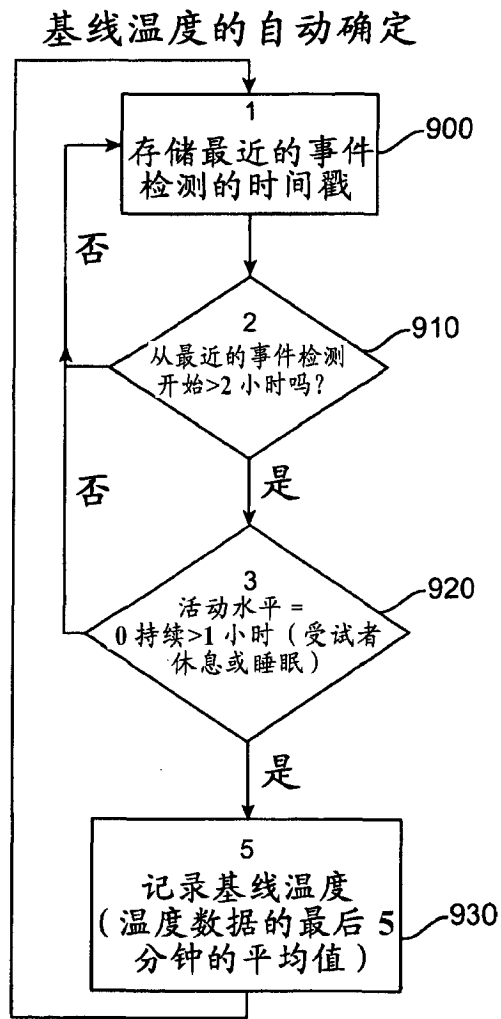 基线温度的自动确定
1
存储最近的事件
检测的时间戳
900
否
2
从最近的事件检测
开始>2 小时吗？
910
是
否
3
活动水平 =
0 持续>1 小时（受试者
休息或睡眠）
920
是
5
记录基线温度
（温度数据的最后 5
分钟的平均值）
930